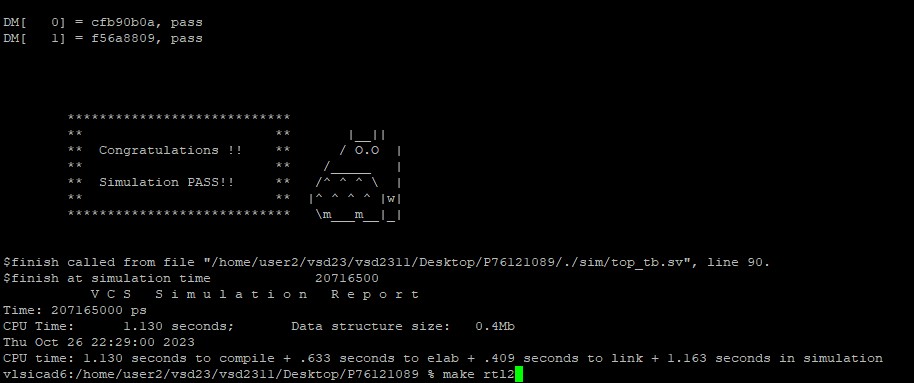 DM[   0] = cfb90b0a, pass
DM[   1] = f56a8809, pass
        ****************************
        **                        **       |__||
        **  Congratulations !!    **      / O.O  |
        **                        **    /_____   |
        **  Simulation PASS!!     **   /^ ^ ^ \  |
        **                        **  |^ ^ ^ ^ |w|
        ****************************   \m___m__|_|
$finish called from file "/home/user2/vsd23/vsd2311/Desktop/P76121089/./sim/top_tb.sv", line 90.
$finish at simulation time             20716500
           V C S   S i m u l a t i o n   R e p o r t
Time: 207165000 ps
CPU Time:      1.130 seconds;       Data structure size:   0.4Mb
Thu Oct 26 22:29:00 2023
CPU time: 1.130 seconds to compile + .633 seconds to elab + .409 seconds to link + 1.163 seconds in simulation
vlsicad6:/home/user2/vsd23/vsd2311/Desktop/P76121089 % make rtl2